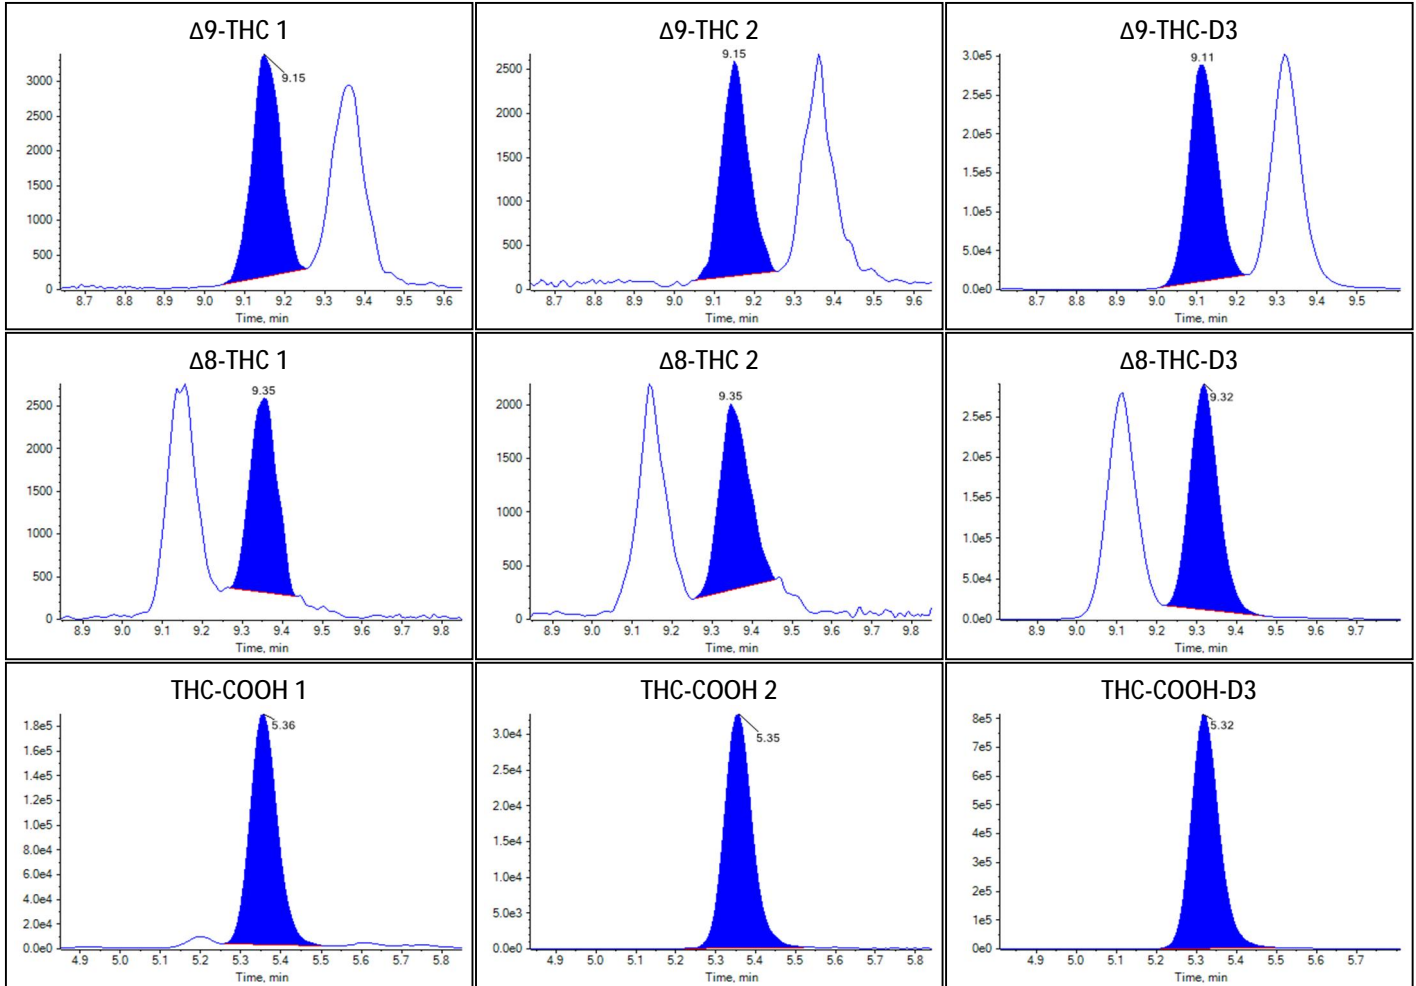 Δ9-THC 1
9.15
3000
2500
2000
1500
1000
500
0
8.7 8.8 8.9 9.0 9.1 9.2 9.3 9.4 9.5 9.6
Time, min
Δ9-THC 2
9.15
2500
2000
1500
1000
500
0
8.7 8.8 8.9 9.0 9.1 9.2 9.3 9.4 9.5 9.6
Time, min
Δ9-THC-D3
9.11
3.0e5
2.5e5
2.0e5
1.5e5
1.0e5
5.0e4
0.0e0
8.7 8.8 8.9 9.0 9.1 9.2 9.3 9.4 9.5
Time, min
Δ8-THC 1
9.35
2500
2000
1500
1000
500
0
8.9 9.0 9.1 9.2 9.3 9.4 9.5 9.6 9.7 9.8
Time, min
Δ8-THC 2
9.35
2000
1500
1000
500
0
8.9 9.0 9.1 9.2 9.3 9.4 9.5 9.6 9.7 9.8
Time, min
Δ8-THC-D3
9.32
2.5e5
2.0e5
1.5e5
1.0e5
5.0e4
0.0e0
8.9 9.0 9.1 9.2 9.3 9.4 9.5 9.6 9.7
Time, min
THC-COOH 1
5.36
1.8e5
1.6e5
1.4e5
1.2e5
1.0e5
8.0e4
6.0e4
4.0e4
2.0e4
0.0e0
4.9 5.0 5.1 5.2 5.3 5.4 5.5 5.6 5.7 5.8
Time, min
THC-COOH 2
5.35
3.0e4
2.5e4
2.0e4
1.5e4
1.0e4
5.0e3
0.0e0
4.9 5.0 5.1 5.2 5.3 5.4 5.5 5.6 5.7 5.8
Time, min
THC-COOH-D3
5.32
8e5
7e5
6e5
5e5
4e5
3e5
2e5
1e5
0e0
4.9 5.0 5.1 5.2 5.3 5.4 5.5 5.6 5.7
Time, min